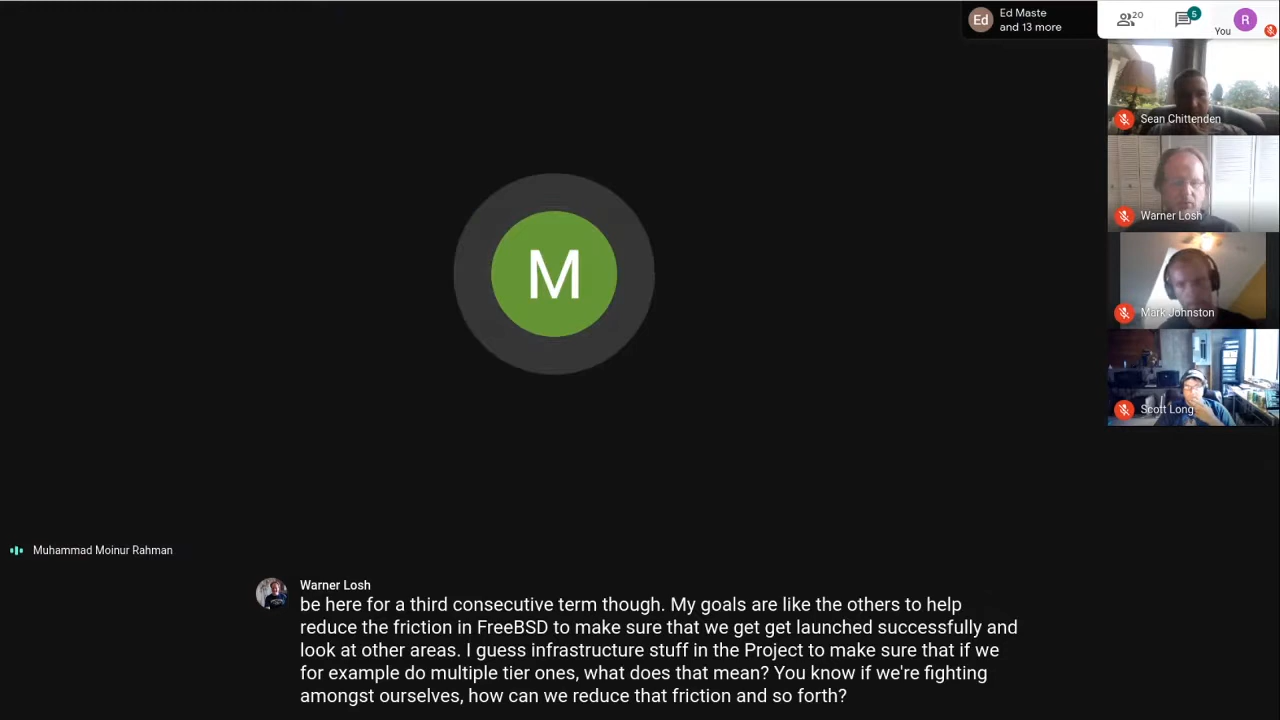 Ed
Ed Maste
and 13 more
20
5
R
You
Sean Chittenden
Warner Losh
Mark Johnston
Scott Long
M
Muhammad Moinur Rahman
Warner Losh
be here for a third consecutive term though. My goals are like the others to help
reduce the friction in FreeBSD to make sure that we get get launched successfully and
look at other areas. I guess infrastructure stuff in the Project to make sure that if we
for example do multiple tier ones, what does that mean? You know if we're fighting
amongst ourselves, how can we reduce that friction and so forth?